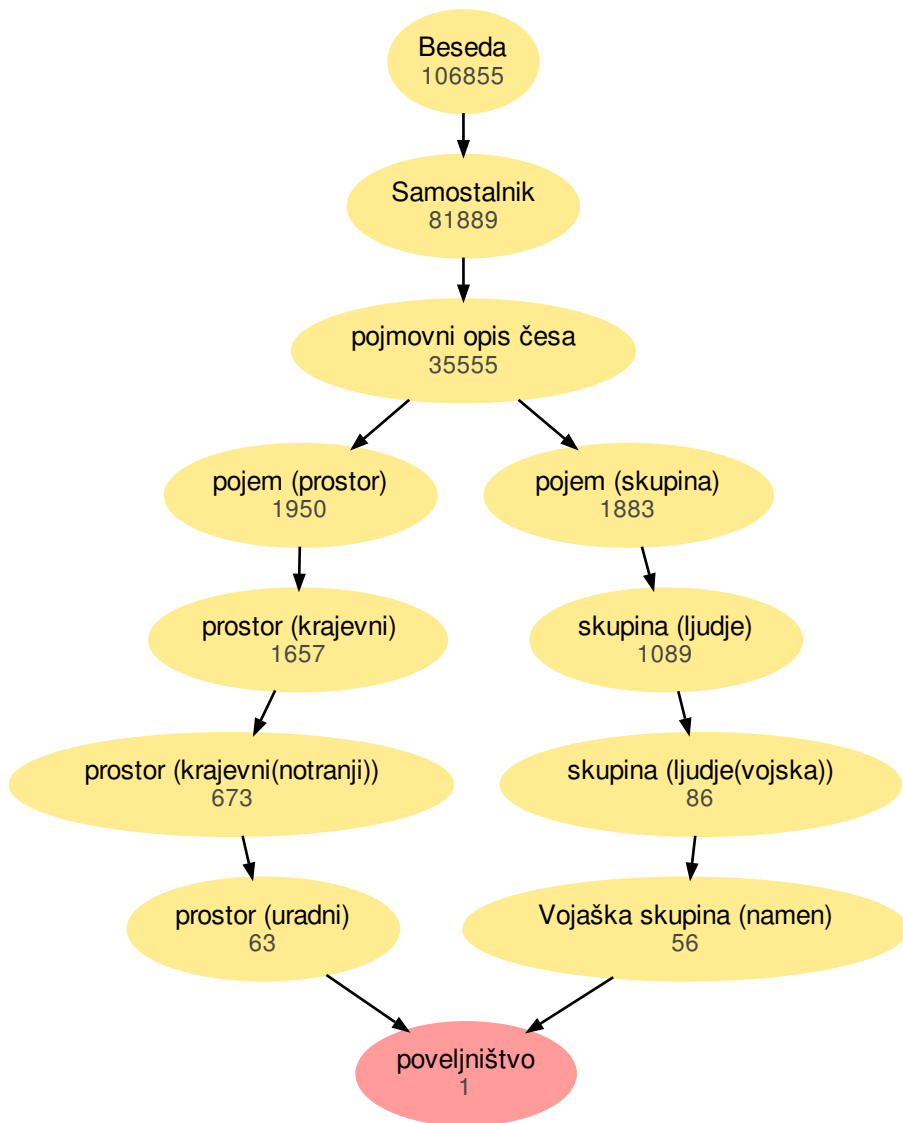 Beseda
106855
Samostalnik
81889
pojmovni opis česa
35555
pojem (prostor)
1950
pojem (skupina)
1883
prostor (krajevni)
1657
skupina (ljudje)
1089
prostor (krajevni(notranji))
673
skupina (ljudje(vojska))
86
prostor (uradni)
63
Vojaška skupina (namen)
56
poveljništvo
1